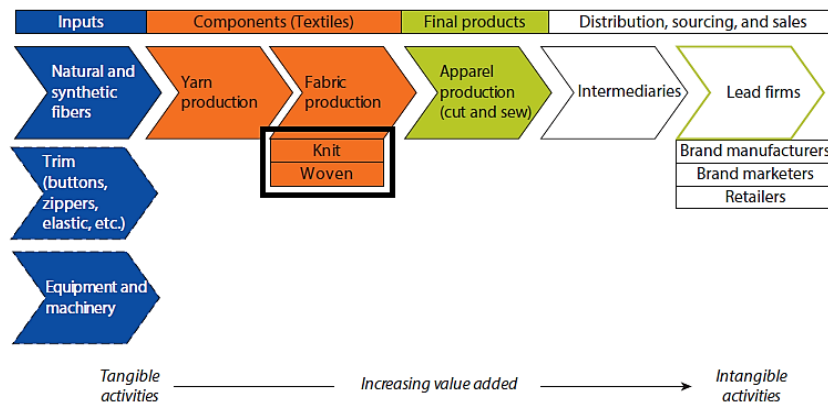 Inputs
Components (Textiles)
Final products
Distribution, sourcing, and sales
Natural and
synthetic
fibers
Yarn
production
Fabric
production
Apparel
production
(cut and sew)
Intermediaries
Lead firms
Knit
Woven
Brand manufacturers
Brand marketers
Retailers
Trim
(buttons,
zippers,
elastic, etc.)
Equipment and
machinery
Tangible
activities
Increasing value added
Intangible
activities